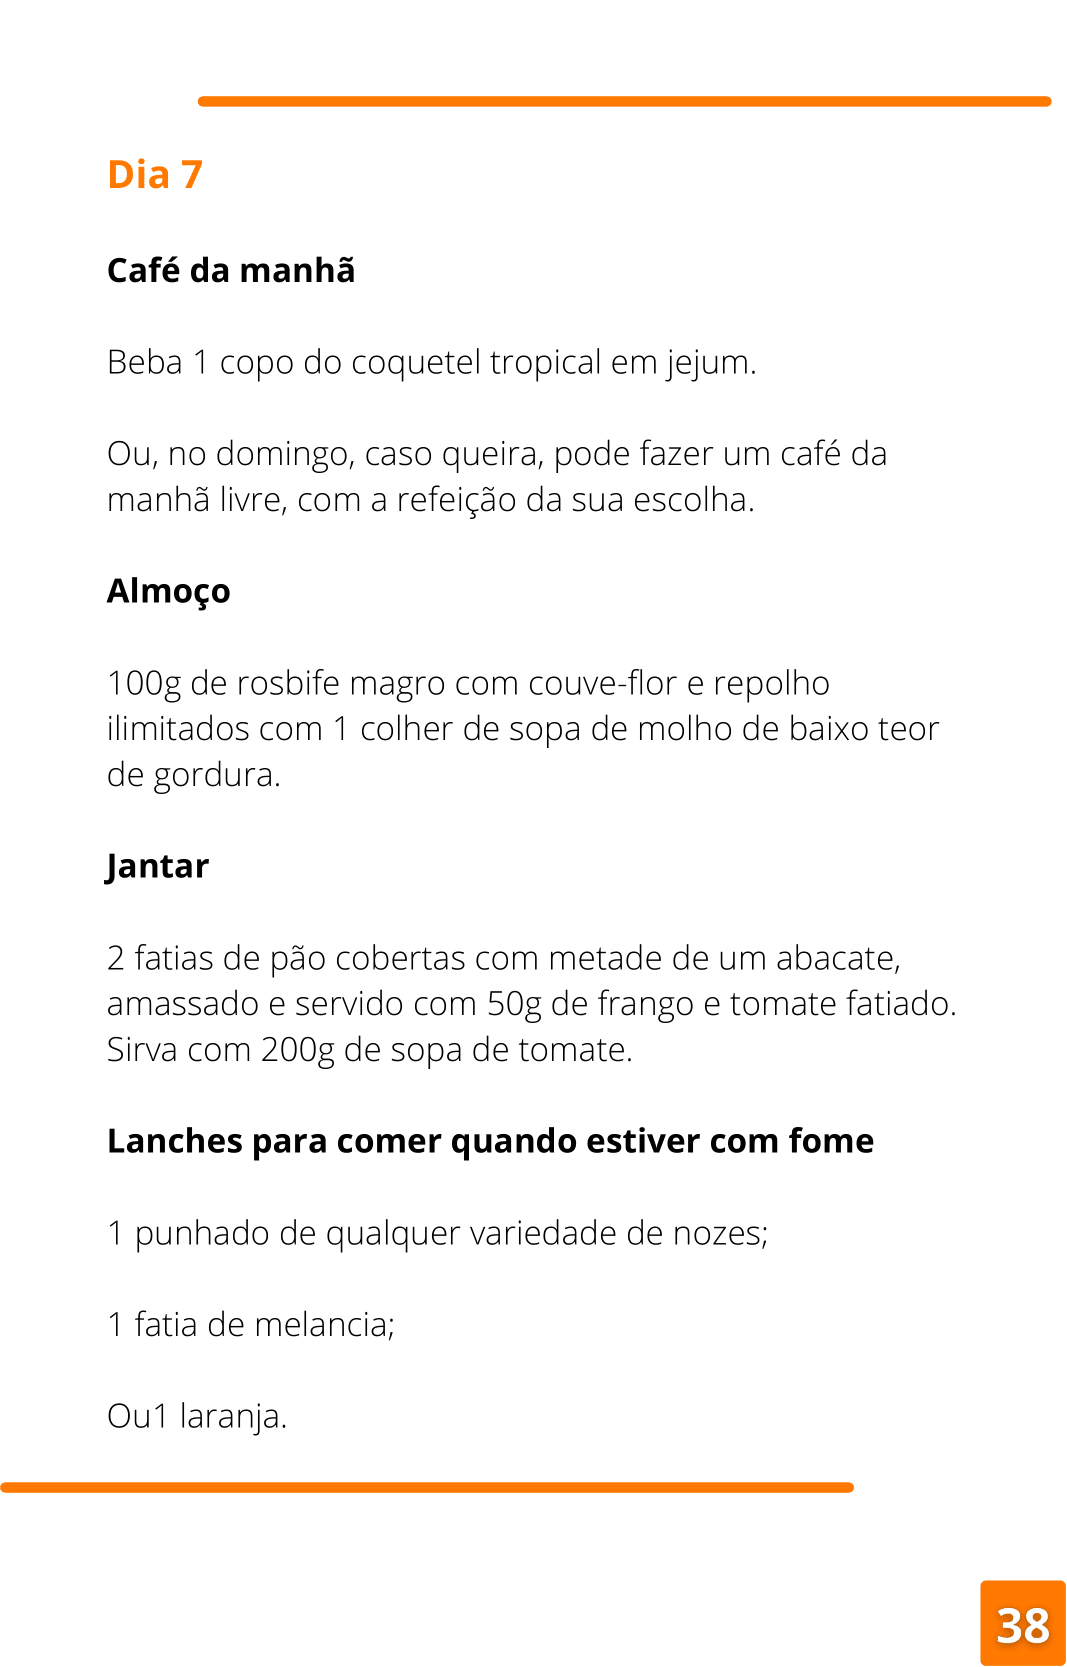 Dia 7
Café da manhã
Beba 1 copo do coquetel tropical em jejum.
Ou, no domingo, caso queira, pode fazer um café da
manhã livre, com a refeição da sua escolha.
Almoço
100g de rosbife magro com couve-flor e repolho
ilimitados com 1 colher de sopa de molho de baixo teor
de gordura.
Jantar
2 fatias de pão cobertas com metade de um abacate,
amassado e servido com 50g de frango e tomate fatiado.
Sirva com 200g de sopa de tomate.
Lanches para comer quando estiver com fome
1 punhado de qualquer variedade de nozes;
1 fatia de melancia;
Ou1 laranja.
38